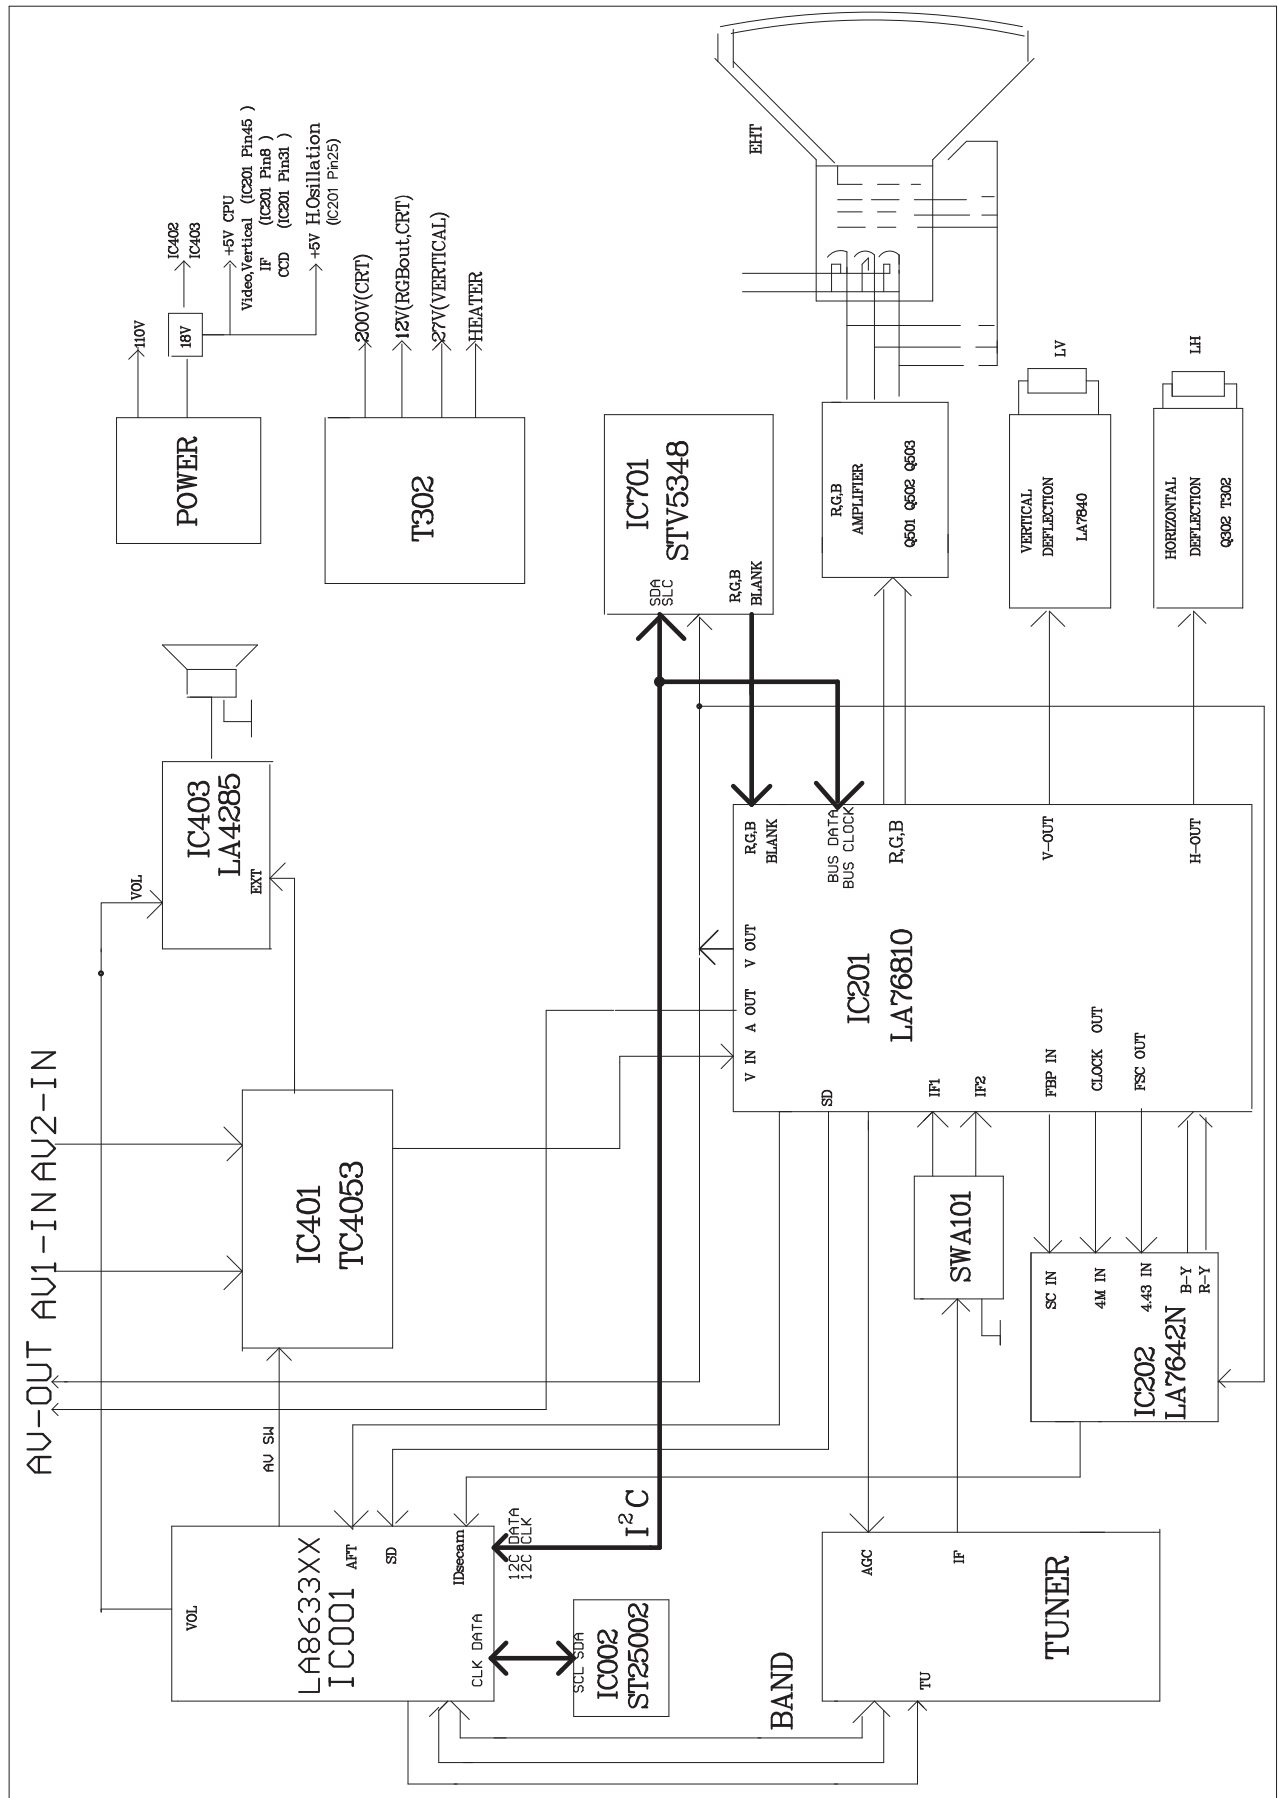 AV-OUT AV1-IN AV2-IN
VOL
LA8633XX
IC001
AFT
SD
IDsecam
12C DATA
12C CLK
CLK DATA
SCL SDA
IC002
ST25002
I²C
BAND
AV SW
IC401
TC4053
VOL
IC403
LA4285
EXT
POWER
110V
18V
IC402
IC403
+5V CPU
Video,Vertical (IC201 Pin45 )
IF (IC201 Pin8 )
CCD (IC201 Pin31 )
+5V H.Osillation
(IC201 Pin25)
T302
200V(CRT)
12V(RGBout,CRT)
27V(VERTICAL)
HEATER
IC701
STV5348
SDA
SLC
R,G,B
BLANK
V IN A OUT V OUT
R,G,B
BLANK
BUS DATA
BUS CLOCK
R,G,B
V-OUT
H-OUT
IC201
LA76810
SD
IF1
IF2
FBP IN
CLOCK OUT
FSC OUT
SWA101
SC IN
4M IN
4.43 IN
B-Y
R-Y
IC202
LA7642N
AGC
IF
TU
TUNER
R,G,B
AMPLIFIER
Q501 Q502 Q503
EHT
VERTICAL
DEFLECTION
LA7840
LV
HORIZONTAL
DEFLECTION
Q302 T302
LH